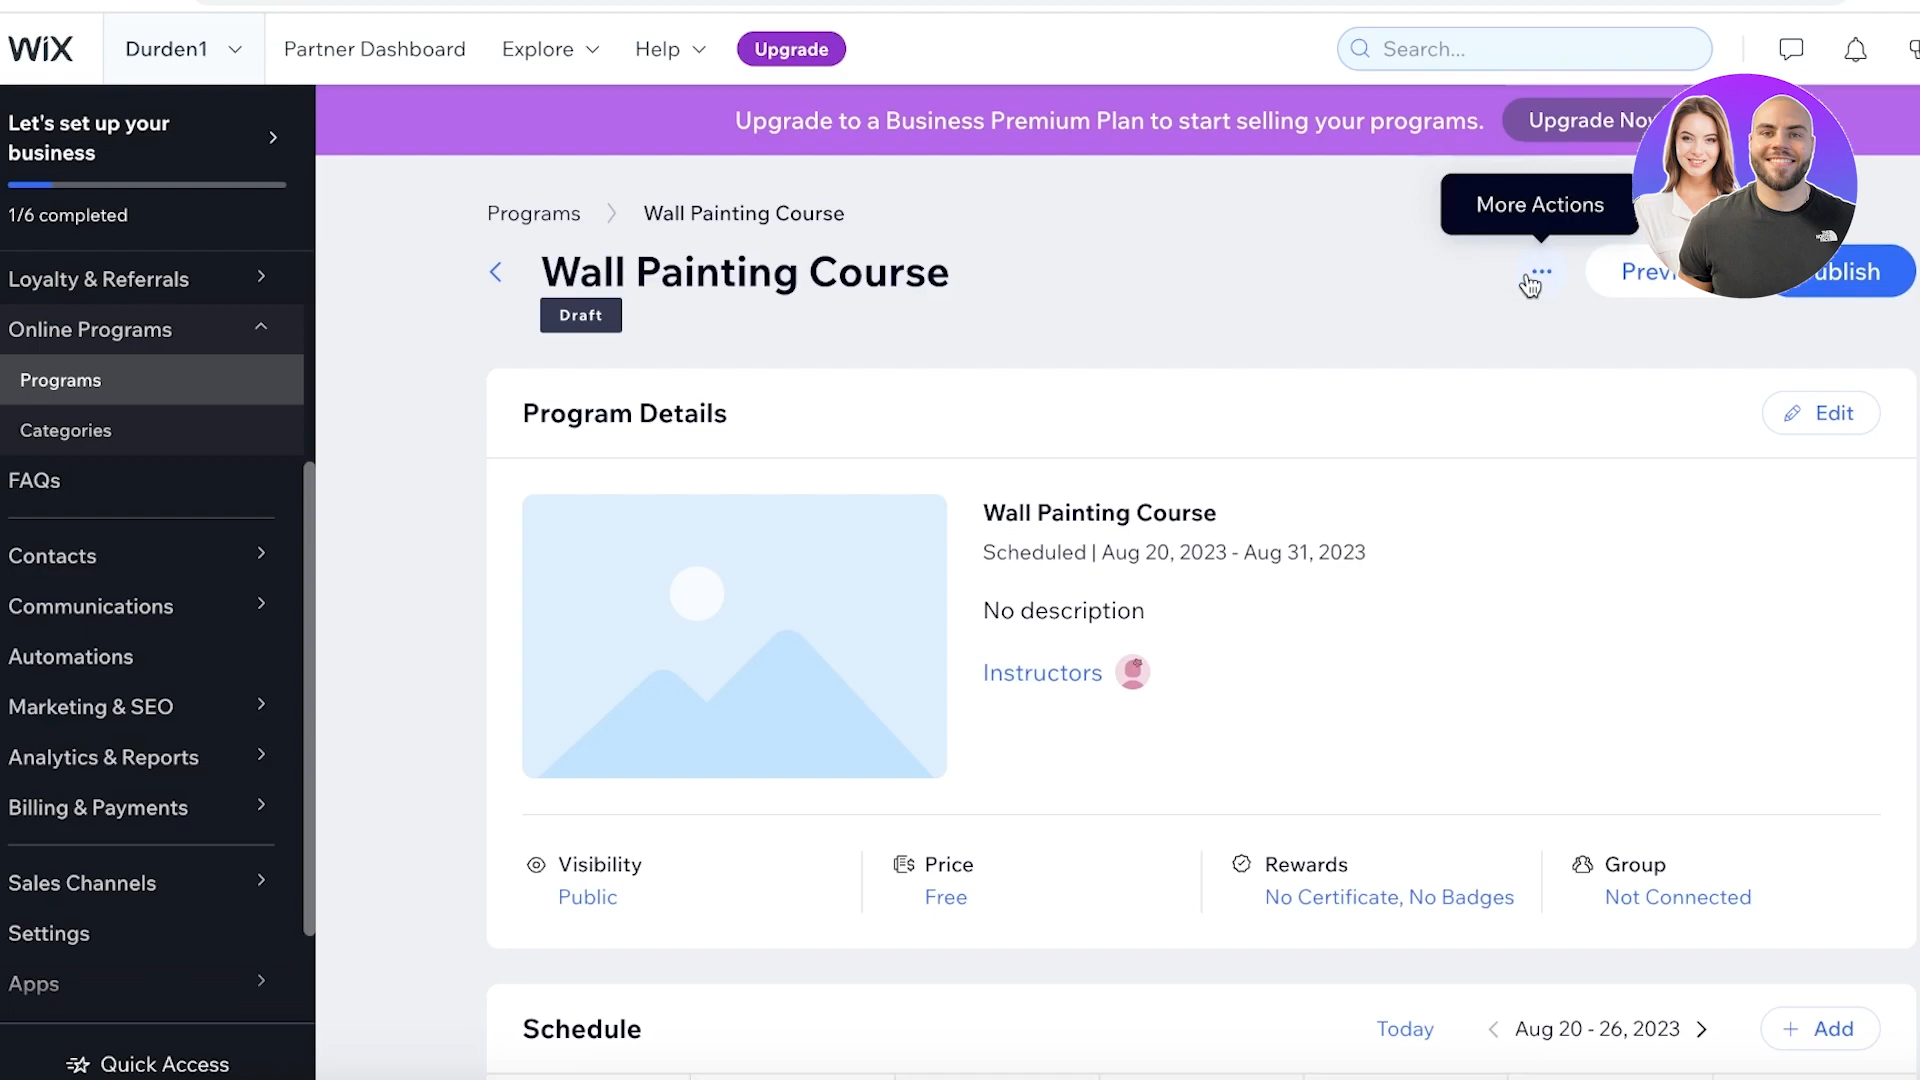 WiX
Durden1
Partner Dashboard
Explore
Help
Upgrade
Search...
Let's set up your
business
1/6 completed
Loyalty & Referrals
Online Programs
Programs
Categories
FAQs
Contacts
Communications
Automations
Marketing & SEO
Analytics & Reports
Billing & Payments
Sales Channels
Settings
Apps
Quick Access
Upgrade to a Business Premium Plan to start selling your programs.
Upgrade Now
Programs
Wall Painting Course
More Actions
Wall Painting Course
Draft
Program Details
Edit
Wall Painting Course
Scheduled | Aug 20, 2023 - Aug 31, 2023
No description
Instructors
Visibility
Public
Price
Free
Rewards
No Certificate, No Badges
Group
Not Connected
Schedule
Today
Aug 20 - 26, 2023
+ Add